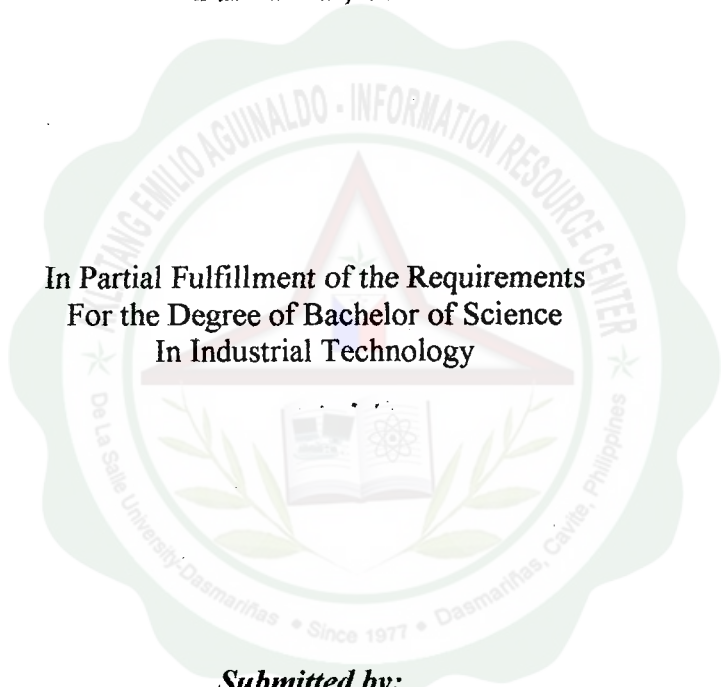 AGUINALDO - INFORMATION RESOURCE CENTER
In Partial Fulfillment of the Requirements
For the Degree of Bachelor of Science
In Industrial Technology
De La Salle University-Dasmariñas • Since 1977 • Dasmariñas, Cavite, Philippines
Submitted by: